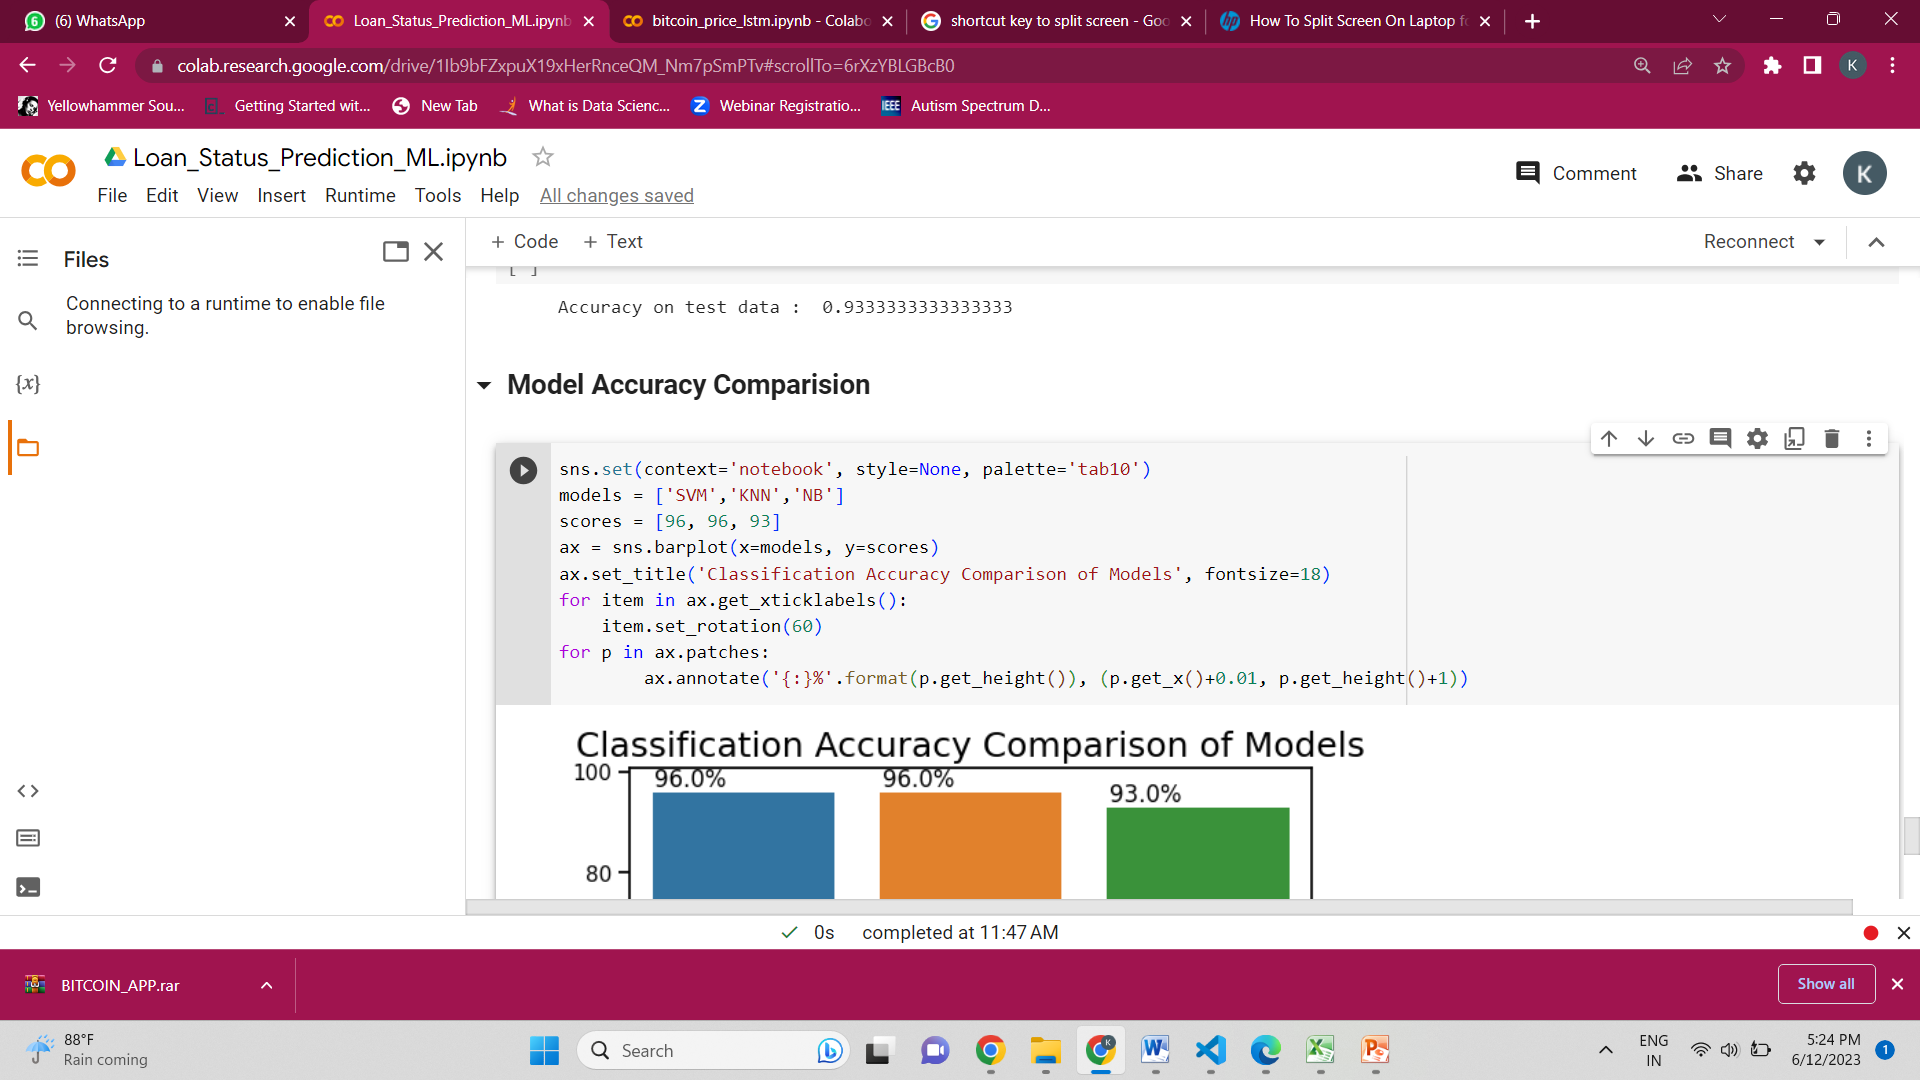 (6) WhatsApp
Loan_Status_Prediction_ML.ipynb
bitcoin_price_lstm.ipynb - Colabo
shortcut key to split screen - Goo
How To Split Screen On Laptop fo
colab.research.google.com/drive/1Ib9bFZxpuX19xHerRnceQM_Nm7pSmPTv#scrollTo=6rXzYBLGBcB0
K
Yellowhammer Sou...
Getting Started wit...
New Tab
What is Data Scienc...
Z
Webinar Registratio...
IEEE
Autism Spectrum D...
Loan_Status_Prediction_ML.ipynb
Comment
Share
K
File Edit View Insert Runtime Tools Help All changes saved
Files
+ Code + Text
Reconnect
Connecting to a runtime to enable file
browsing.
[ ]
Accuracy on test data :  0.9333333333333333
{x}
Model Accuracy Comparision
sns.set(context='notebook', style=None, palette='tab10')
models = ['SVM','KNN','NB']
scores = [96, 96, 93]
ax = sns.barplot(x=models, y=scores)
ax.set_title('Classification Accuracy Comparison of Models', fontsize=18)
for item in ax.get_xticklabels():
    item.set_rotation(60)
for p in ax.patches:
        ax.annotate('{:}%'.format(p.get_height()), (p.get_x()+0.01, p.get_height()+1))
Classification Accuracy Comparison of Models
100
96.0%
96.0%
93.0%
80
0s completed at 11:47 AM
BITCOIN_APP.rar
Show all
88°F
Rain coming
Search
ENG
IN
5:24 PM
6/12/2023
1